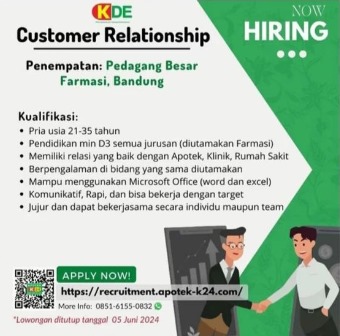 KDE
NOW
HIRING
Customer Relationship
Penempatan: Pedagang Besar
Farmasi, Bandung
Kualifikasi:
• Pria usia 21-35 tahun
• Pendidikan min D3 semua jurusan (diutamakan Farmasi)
• Memiliki relasi yang baik dengan Apotek, Klinik, Rumah Sakit
• Berpengalaman di bidang yang sama diutamakan
• Mampu menggunakan Microsoft Office (word dan excel)
• Komunikatif, Rapi, dan bisa bekerja dengan target
• Jujur dan dapat bekerjasama secara individu maupun team
APPLY NOW!
https://recruitment.apotek-k24.com/
More Info: 0851-6155-0832
*Lowongan ditutup tanggal 05 Juni 2024